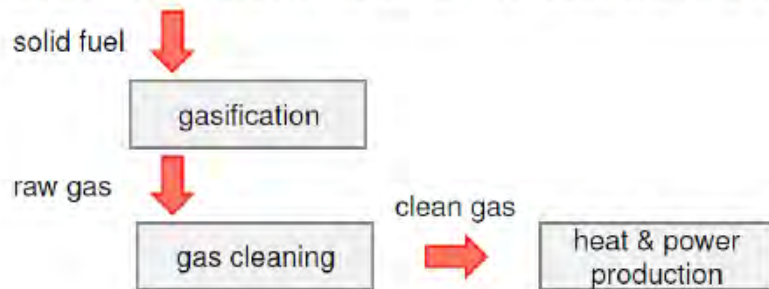 solid fuel
gasification
raw gas
clean gas
gas cleaning
heat & power
production